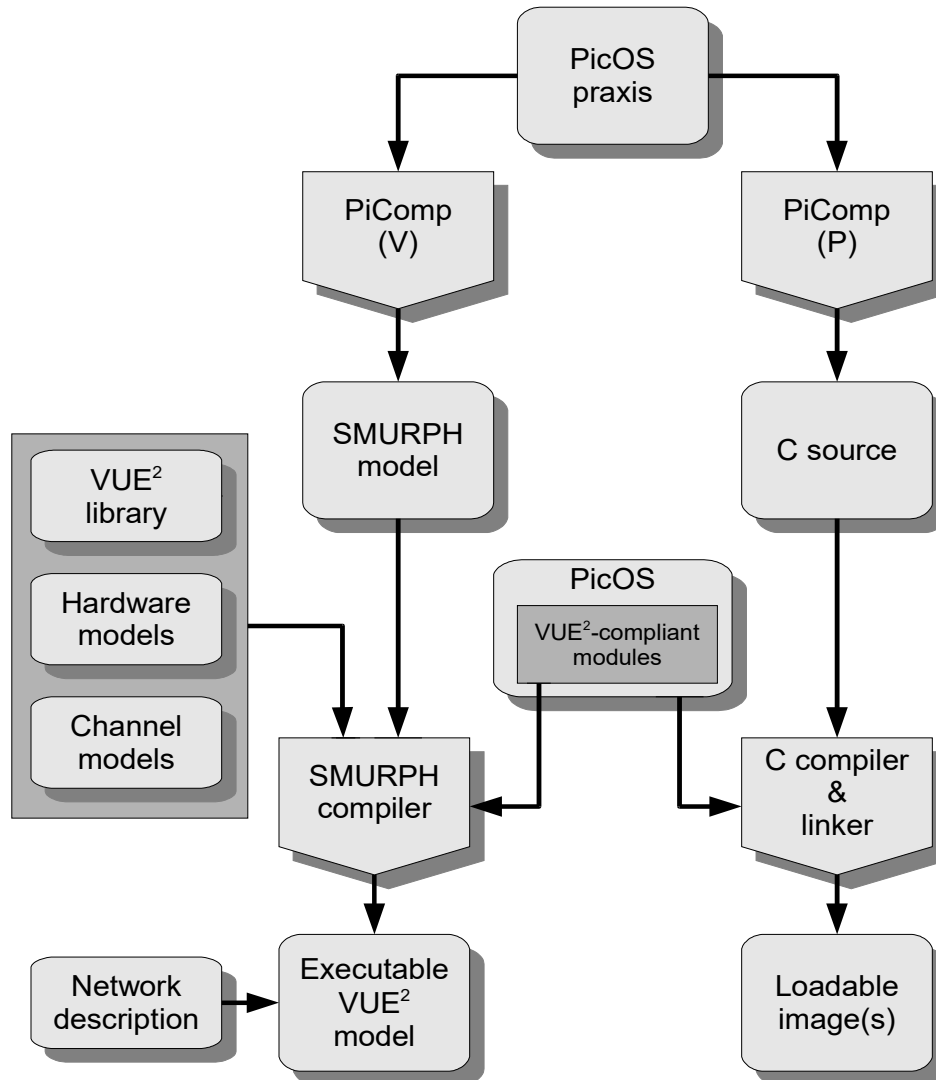 PicOS
praxis
PiComp
(V)
PiComp
(P)
SMURPH
model
C source
VUE²
library
Hardware
models
Channel
models
PicOS
VUE²-compliant
modules
SMURPH
compiler
C compiler
&
linker
Network
description
Executable
VUE²
model
Loadable
image(s)